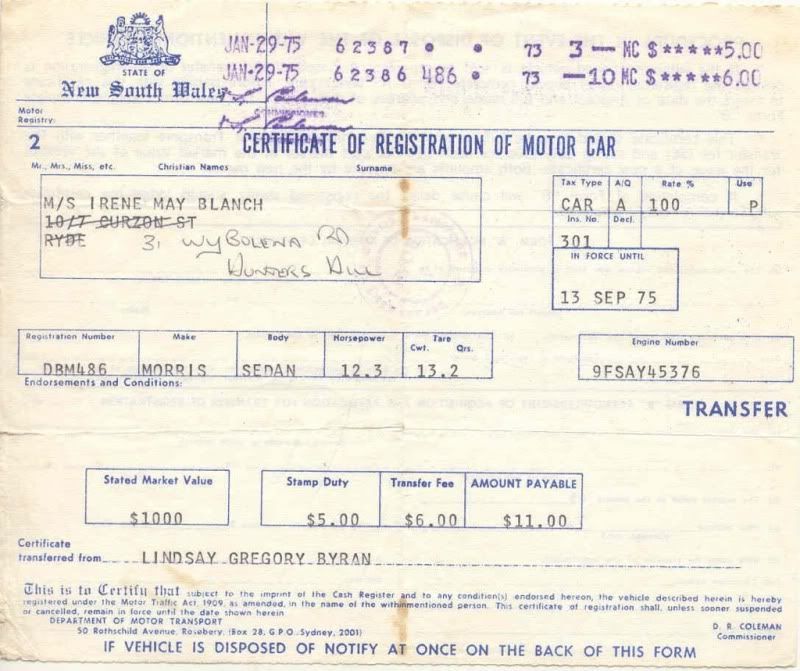 JAN-29-75 62387 • • 73 3 — MC $*****5.00
JAN-29-75 62386 486 • 73 —10 MC $*****6.00
STATE OF
New South Wales
COMMISSIONER
Motor
Registry:
2 CERTIFICATE OF REGISTRATION OF MOTOR CAR
Mr., Mrs., Miss, etc. Christian Names Surname
M/S IRENE MAY BLANCH
10/7 CURZON ST
RYDE 3, WYBOLENA RD
HUNTERS HILL
Tax Type A/Q Rate % Use
CAR A 100 P
Ins. No. Decl.
301
IN FORCE UNTIL
13 SEP 75
Registration Number Make Body Horsepower Tare Cwt. Qrs. Engine Number
DBM486 MORRIS SEDAN 12.3 13.2 9FSAY45376
Endorsements and Conditions:
TRANSFER
Stated Market Value Stamp Duty Transfer Fee AMOUNT PAYABLE
$1000 $5.00 $6.00 $11.00
Certificate
transferred from LINDSAY GREGORY BYRAN
This is to Certify that subject to the imprint of the Cash Register and to any condition(s) endorsed hereon, the vehicle described herein is hereby
registered under the Motor Traffic Act, 1909, as amended, in the name of the withinmentioned person. This certificate of registration shall, unless sooner suspended
or cancelled, remain in force until the date shown herein
DEPARTMENT OF MOTOR TRANSPORT
50 Rothschild Avenue, Rosebery. (Box 28, G.P.O. Sydney, 2001)
D. R. COLEMAN
Commissioner
IF VEHICLE IS DISPOSED OF NOTIFY AT ONCE ON THE BACK OF THIS FORM